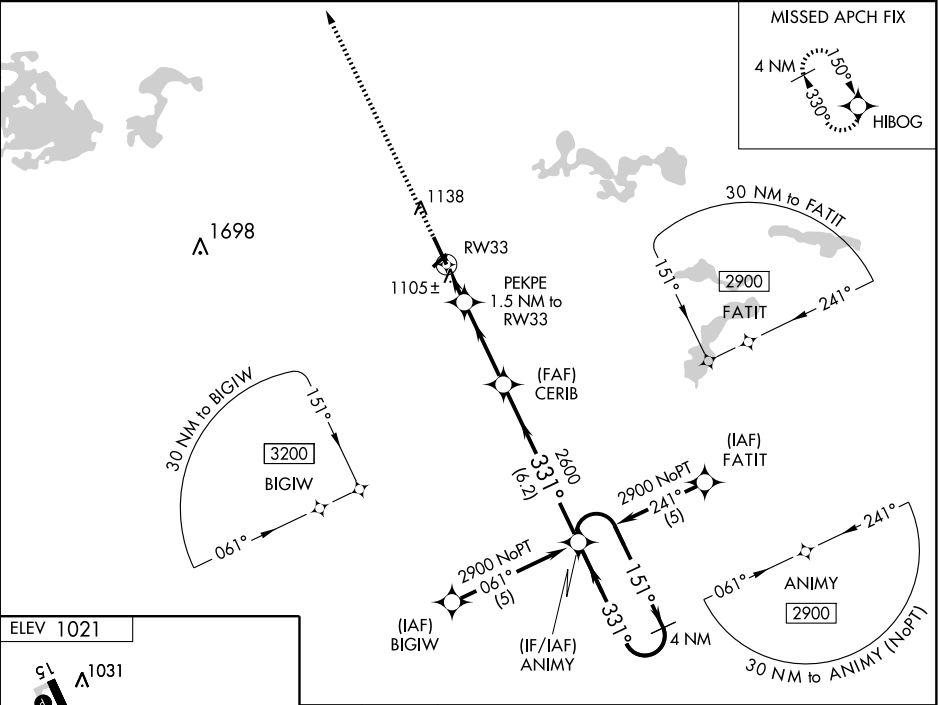 MISSED APCH FIX
4 NM
150°
330°
HIBOG
1138
1698
RW33
1105±
PEKPE
1.5 NM to
RW33
30 NM to FATIT
151°
2900
FATIT
241°
(FAF)
CERIB
30 NM to BIGIW
151°
3200
BIGIW
061°
2600
331°
(6.2)
(IAF)
FATIT
2900 NoPT
241°
(5)
2900 NoPT
061°
(5)
(IAF)
BIGIW
(IF/IAF)
ANIMY
151°
331°
4 NM
241°
061°
ANIMY
2900
30 NM to ANIMY (NoPT)
ELEV 1021
15
1031
A